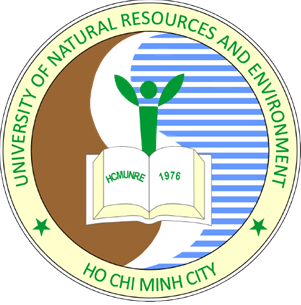 UNIVERSITY OF NATURAL RESOURCES AND ENVIRONMENT
HCMUNRE 1976
HO CHI MINH CITY